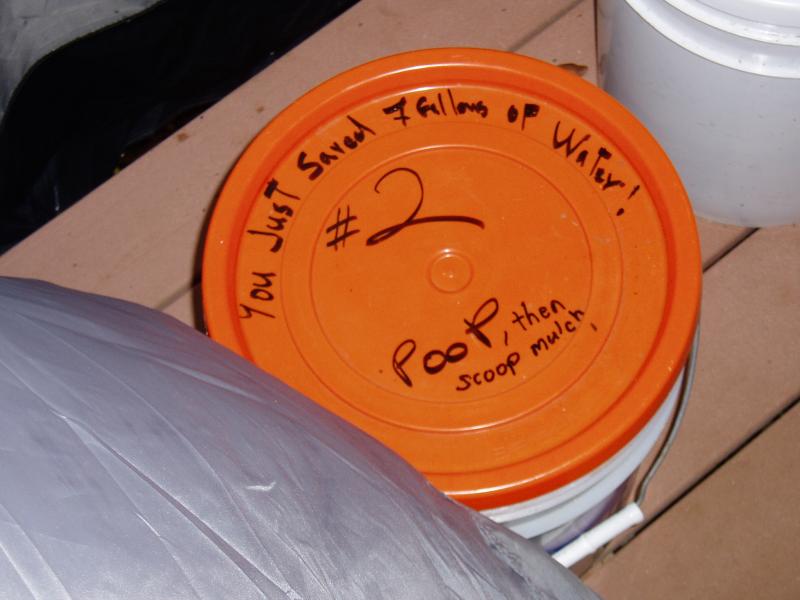 You Just Saved 7 Gallons of Water!
#2
Poop, then
scoop mulch,